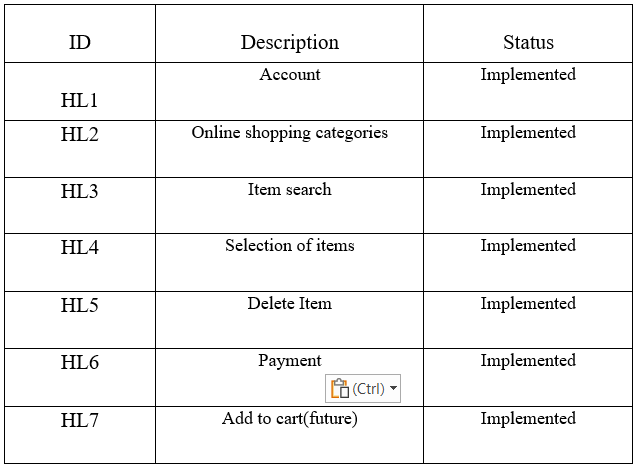 ID Description Status
HL1 Account Implemented
HL2 Online shopping categories Implemented
HL3 Item search Implemented
HL4 Selection of items Implemented
HL5 Delete Item Implemented
HL6 Payment Implemented
(Ctrl)
HL7 Add to cart(future) Implemented